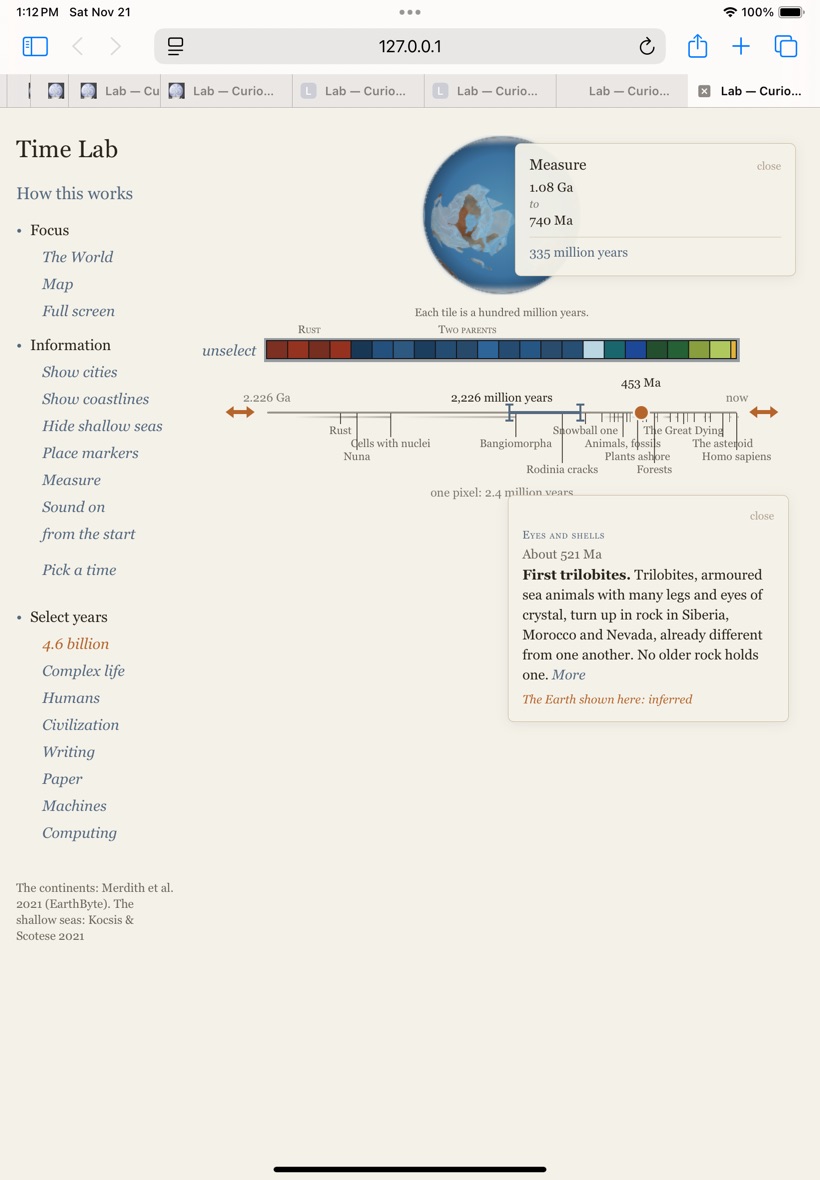 1:12 PM Sat Nov 21
100%
127.0.0.1
Lab — Cu
Lab — Curio...
L Lab — Curio...
L Lab — Curio...
Lab — Curio...
Lab — Curio...
Time Lab
How this works
• Focus
The World
Map
Full screen
• Information
Show cities
Show coastlines
Hide shallow seas
Place markers
Measure
Sound on
from the start
Pick a time
• Select years
4.6 billion
Complex life
Humans
Civilization
Writing
Paper
Machines
Computing
The continents: Merdith et al.
2021 (EarthByte). The
shallow seas: Kocsis &
Scotese 2021
Measure
close
1.08 Ga
to
740 Ma
335 million years
Each tile is a hundred million years.
Rust Two parents
unselect
453 Ma
2.226 Ga 2,226 million years now
Rust Snowball one The Great Dying
Cells with nuclei Bangiomorpha Animals, fossils The asteroid
Nuna Plants ashore Homo sapiens
Rodinia cracks Forests
one pixel: 2.4 million years
close
Eyes and shells
About 521 Ma
First trilobites. Trilobites, armoured
sea animals with many legs and eyes of
crystal, turn up in rock in Siberia,
Morocco and Nevada, already different
from one another. No older rock holds
one. More
The Earth shown here: inferred